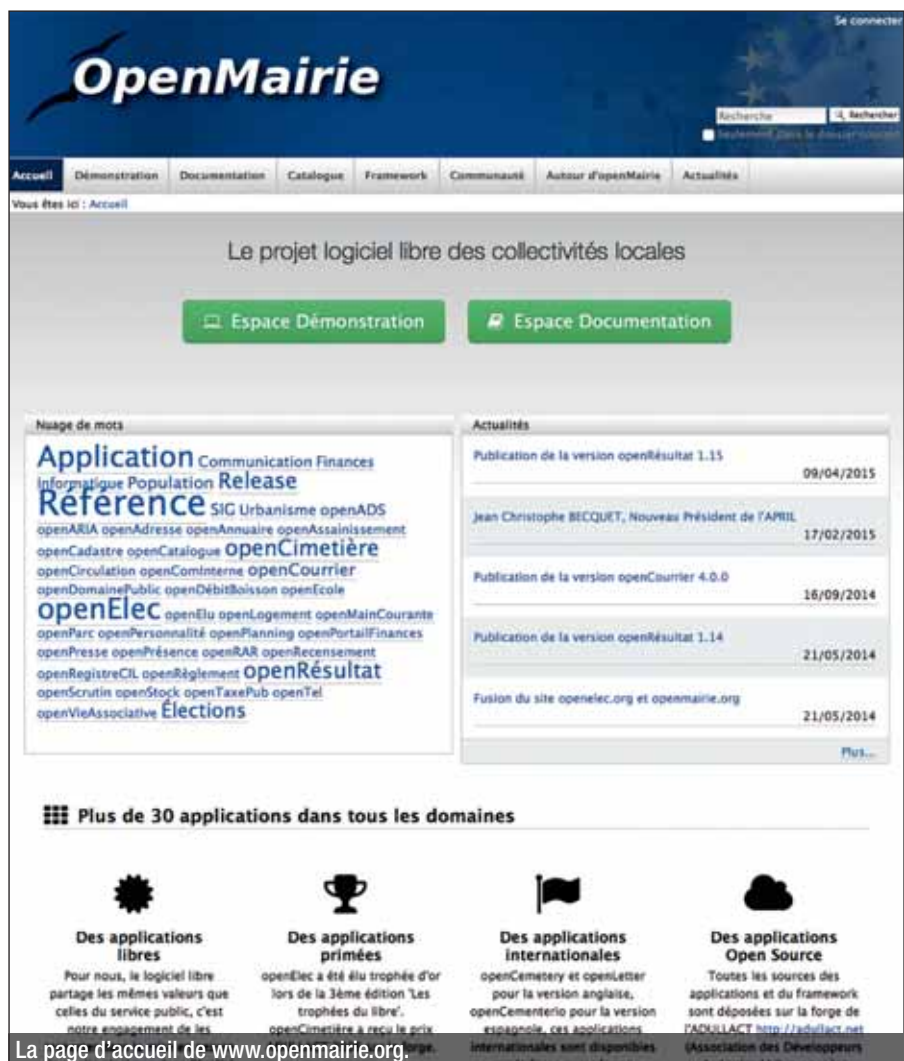 Se connecter
OpenMairie
Recherche
Rechercher
Seulement dans le dossier courant
Accueil Démonstration Documentation Catalogue Framework Communauté Autour d'openMairie Actualités
Vous êtes ici : Accueil
Le projet logiciel libre des collectivités locales
Espace Démonstration
Espace Documentation
Nuage de mots
Application Communication Finances
Informatique Population Release
Référence SIG Urbanisme openADS
openARIA openAdresse openAnnuaire openAssainissement
openCadastre openCatalogue openCimetière
openCirculation openComInterne openCourrier
openDomainePublic openDébitBoisson openEcole
openElec openElu openLogement openMainCourante
openParc openPersonnalité openPlanning openPortailFinances
openPresse openPrésence openRAR openRecensement
openRegistreCIL openRèglement openRésultat
openScrutin openStock openTaxePub openTel
openVieAssociative Élections
Actualités
Publication de la version openRésultat 1.15
09/04/2015
Jean Christophe BECQUET, Nouveau Président de l'APRIL
17/02/2015
Publication de la version openCourrier 4.0.0
16/09/2014
Publication de la version openRésultat 1.14
21/05/2014
Fusion du site openelec.org et openmairie.org
21/05/2014
Plus...
Plus de 30 applications dans tous les domaines
Des applications
libres
Pour nous, le logiciel libre
partage les mêmes valeurs que
celles du service public, c'est
notre engagement de les
Des applications
primées
openElec a été élu trophée d'or
lors de la 3ème édition 'Les
trophées du libre'.
openCimetière a reçu le prix
forge.
Des applications
internationales
openCemetery et openLetter
pour la version anglaise,
openCementerio pour la version
espagnole, ces applications
internationales sont disponibles
Des applications
Open Source
Toutes les sources des
applications et du framework
sont déposées sur la forge de
l'ADULLACT http://adullact.net
(Association des Développeurs
La page d'accueil de www.openmairie.org.